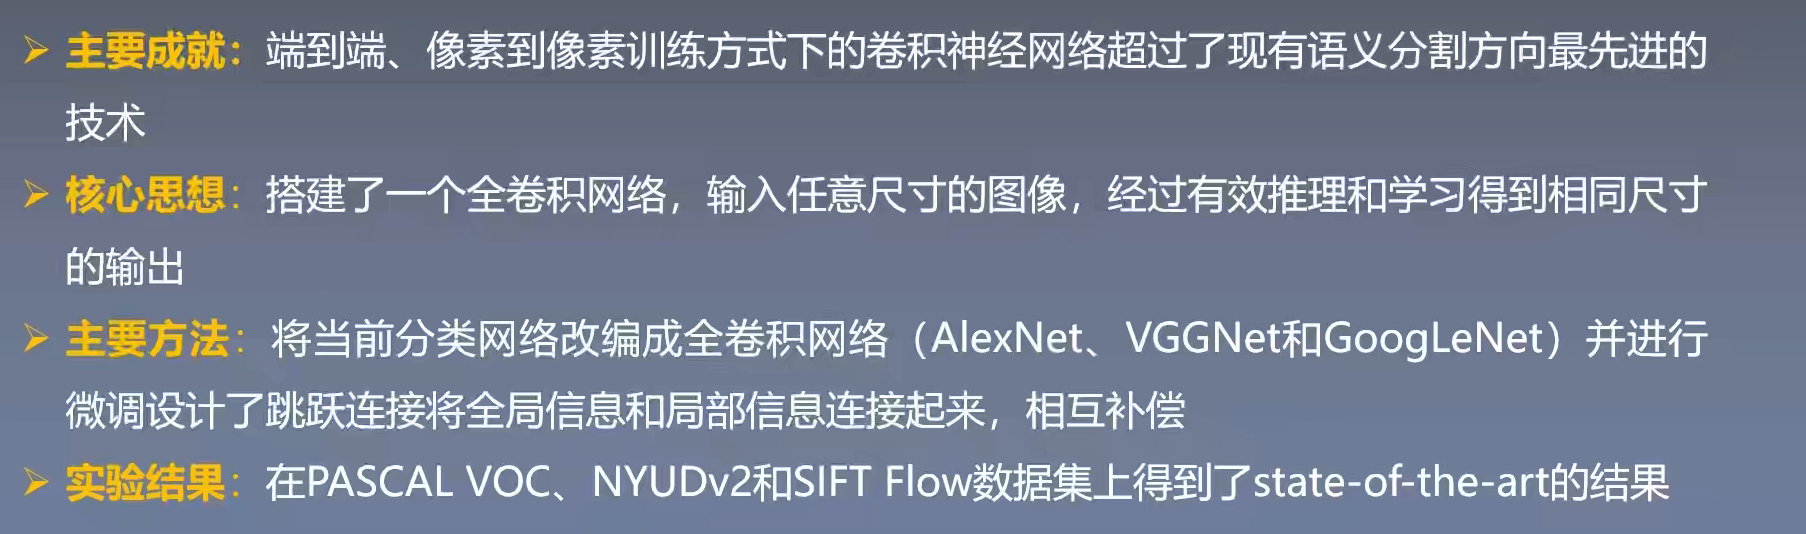 ➢ 主要成就：端到端、像素到像素训练方式下的卷积神经网络超过了现有语义分割方向最先进的
技术
➢ 核心思想：搭建了一个全卷积网络，输入任意尺寸的图像，经过有效推理和学习得到相同尺寸
的输出
➢ 主要方法：将当前分类网络改编成全卷积网络（AlexNet、VGGNet和GoogLeNet）并进行
微调设计了跳跃连接将全局信息和局部信息连接起来，相互补偿
➢ 实验结果：在PASCAL VOC、NYUDv2和SIFT Flow数据集上得到了state-of-the-art的结果